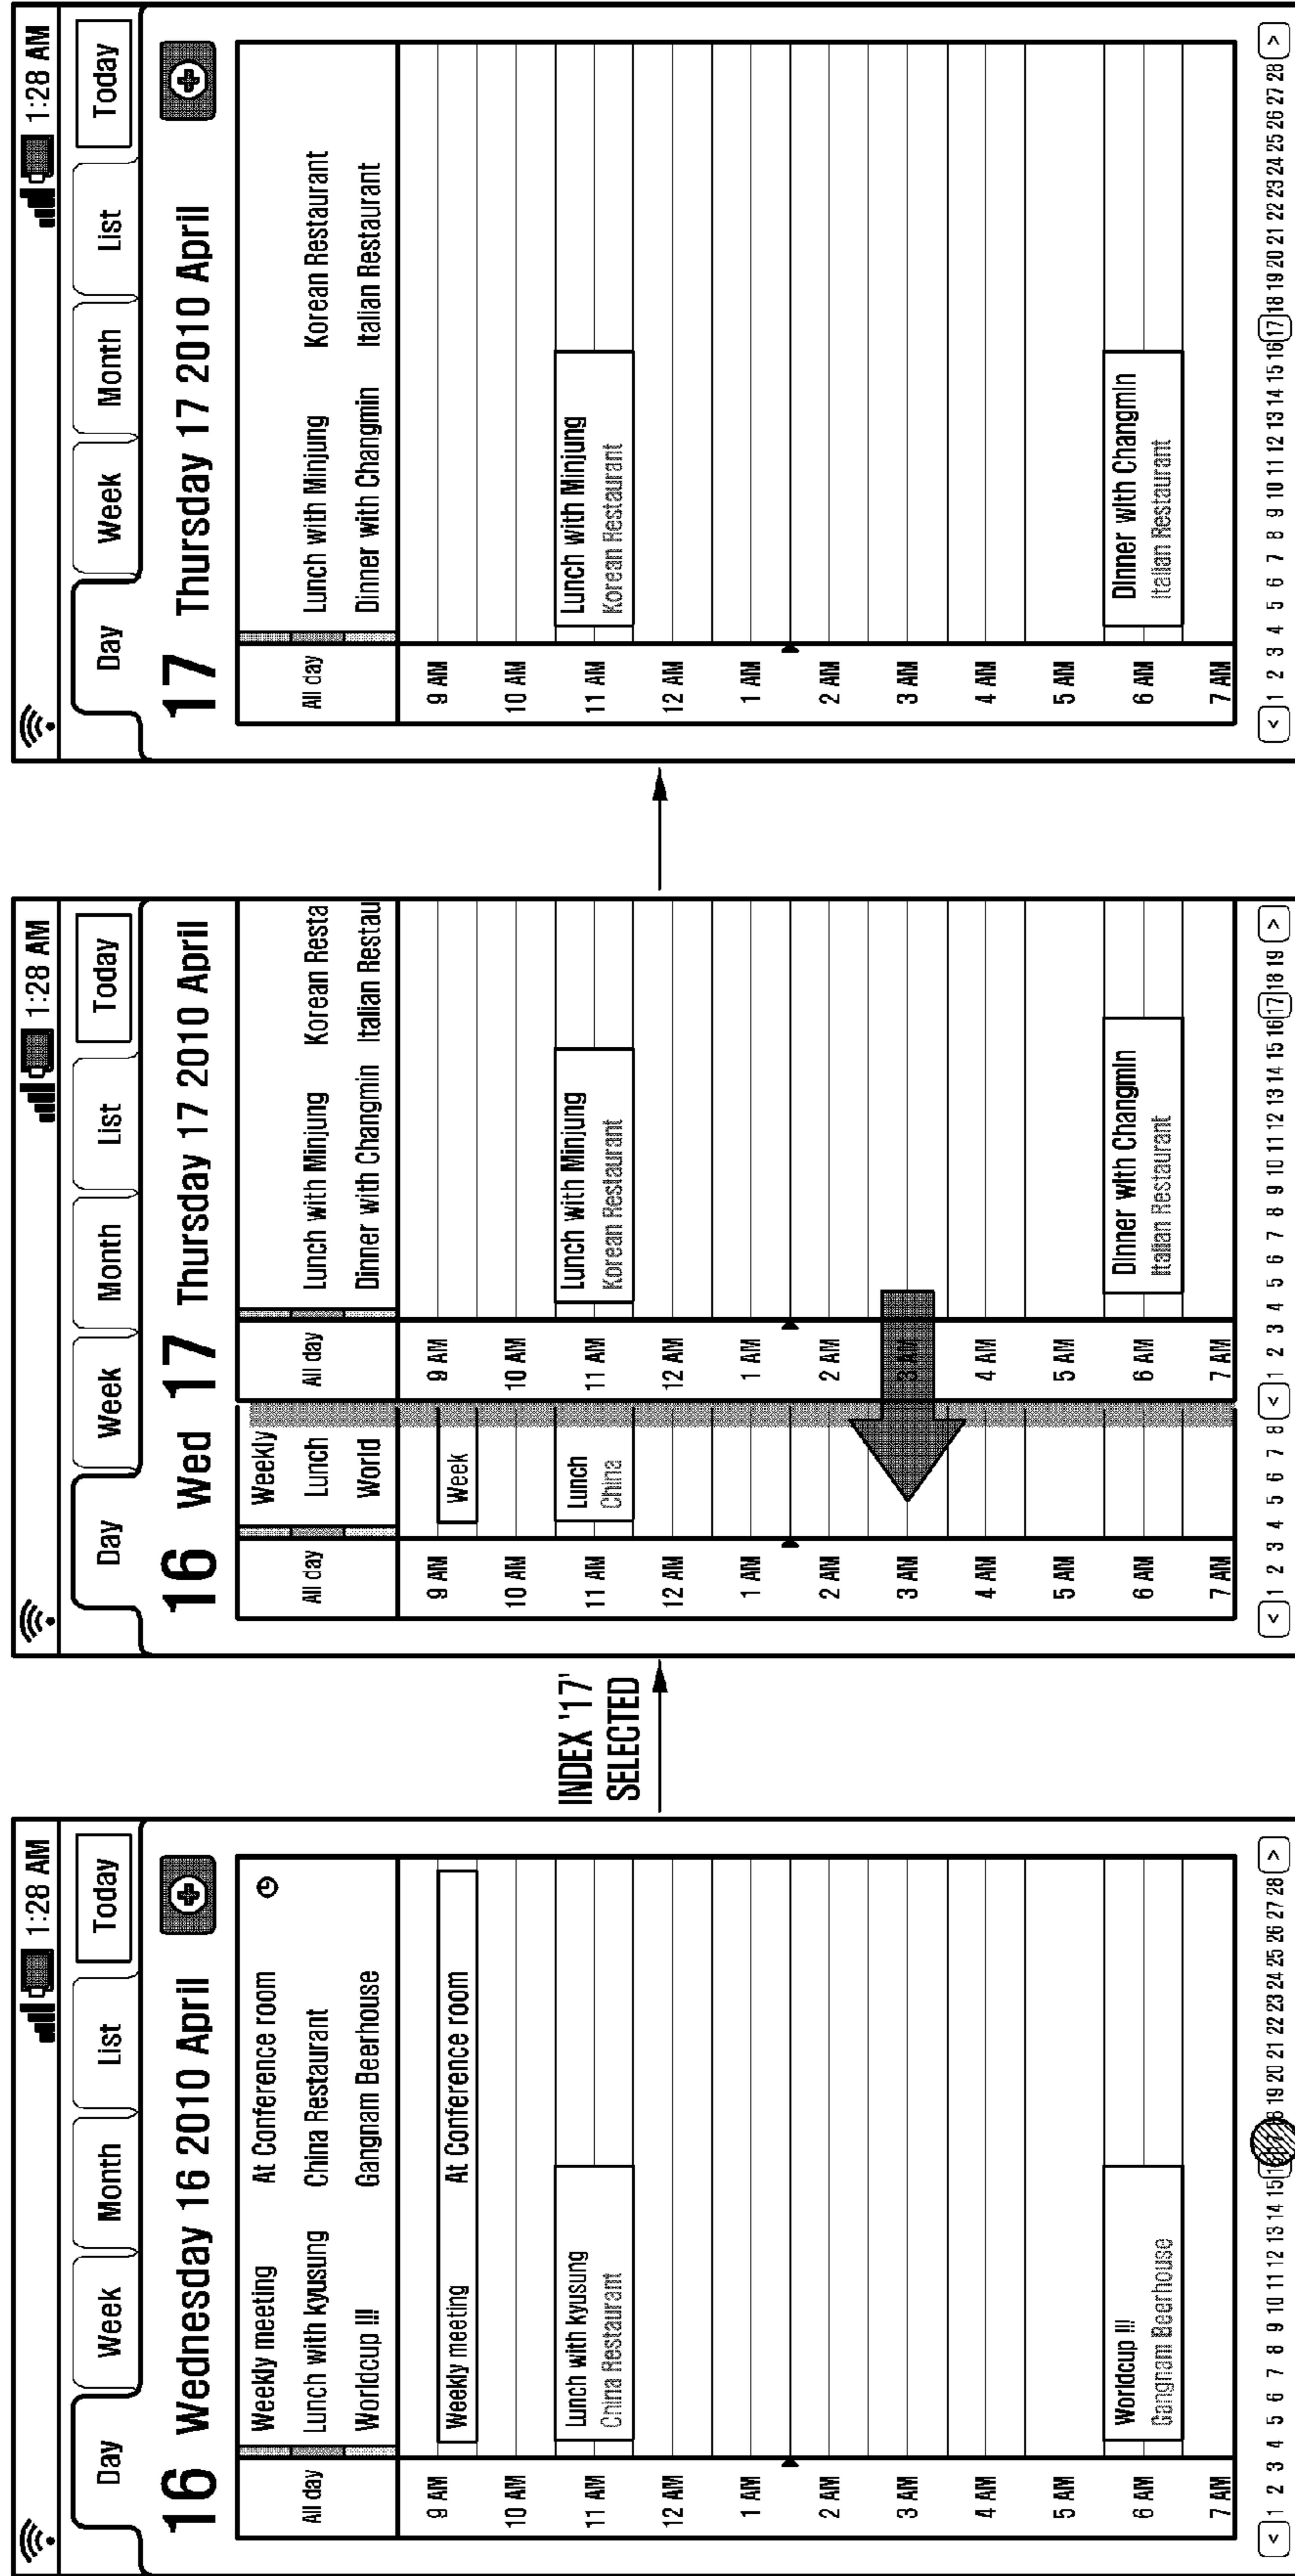 1:28 AM
Day Week Month List Today
16 Wednesday 16 2010 April
All day
Weekly meeting At Conference room
Lunch with kyusung China Restaurant
Worldcup !!! Gangnam Beerhouse
9 AM
Weekly meeting At Conference room
10 AM
11 AM
Lunch with kyusung
China Restaurant
12 AM
1 AM
2 AM
3 AM
4 AM
5 AM
6 AM
Worldcup !!!
Gangnam Beerhouse
7 AM
< 1 2 3 4 5 6 7 8 9 10 11 12 13 14 15 16 17 18 19 20 21 22 23 24 25 26 27 28 >
INDEX '17'
SELECTED
1:28 AM
Day Week Month List Today
16 Wed 17 Thursday 17 2010 April
All day
Weekly
Lunch
World
9 AM
Week
10 AM
11 AM
Lunch
China
12 AM
1 AM
2 AM
3 AM
4 AM
5 AM
6 AM
7 AM
< 1 2 3 4 5 6 7 8
All day
Lunch with Minjung Korean Resta
Dinner with Changmin Italian Restau
9 AM
10 AM
11 AM
Lunch with Minjung
Korean Restaurant
12 AM
1 AM
2 AM
3 AM
4 AM
5 AM
6 AM
Dinner with Changmin
Italian Restaurant
7 AM
< 1 2 3 4 5 6 7 8 9 10 11 12 13 14 15 16 17 18 19 >
1:28 AM
Day Week Month List Today
17 Thursday 17 2010 April
All day
Lunch with Minjung Korean Restaurant
Dinner with Changmin Italian Restaurant
9 AM
10 AM
11 AM
Lunch with Minjung
Korean Restaurant
12 AM
1 AM
2 AM
3 AM
4 AM
5 AM
6 AM
Dinner with Changmin
Italian Restaurant
7 AM
< 1 2 3 4 5 6 7 8 9 10 11 12 13 14 15 16 17 18 19 20 21 22 23 24 25 26 27 28 >